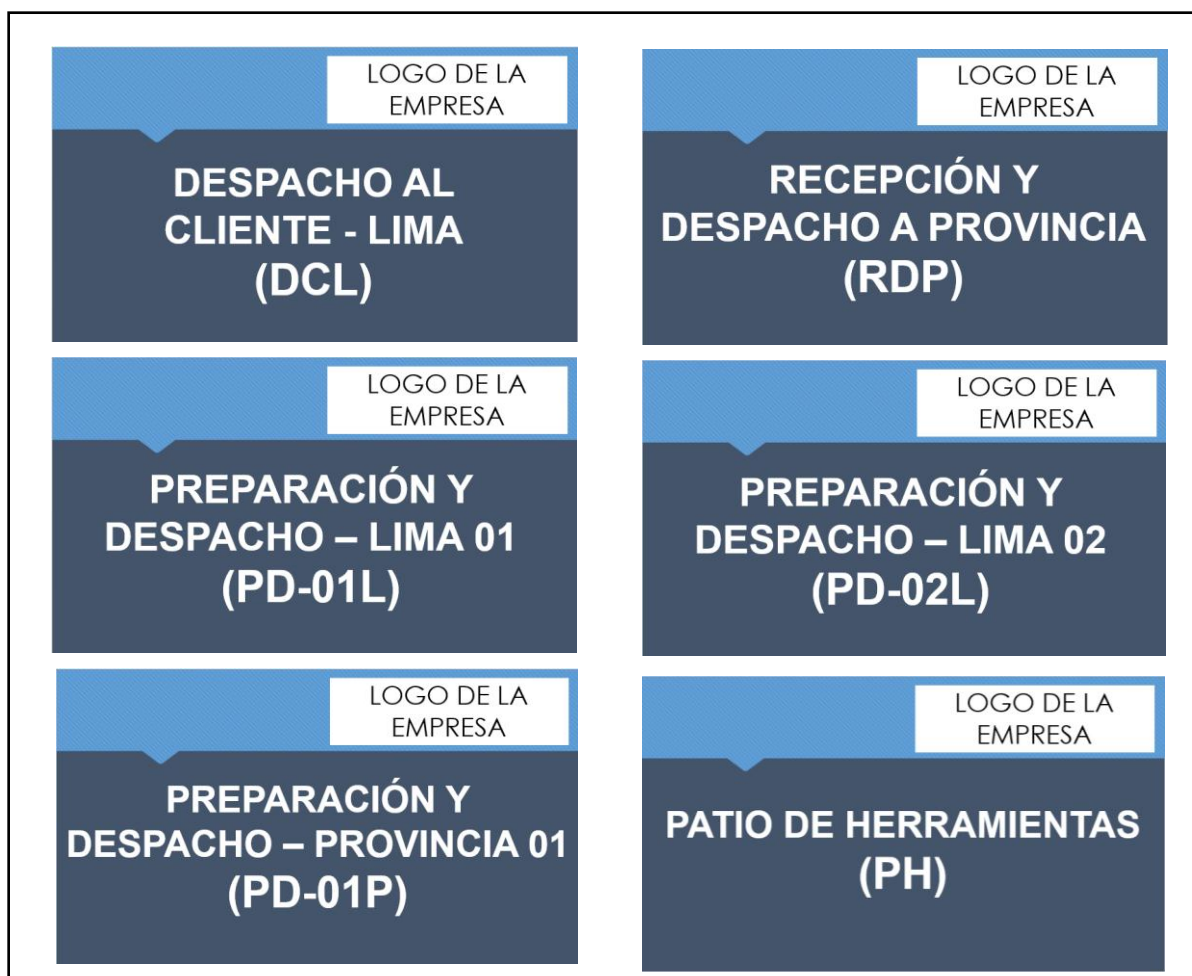 LOGO DE LA
EMPRESA
DESPACHO AL
CLIENTE - LIMA
(DCL)
LOGO DE LA
EMPRESA
RECEPCIÓN Y
DESPACHO A PROVINCIA
(RDP)
LOGO DE LA
EMPRESA
PREPARACIÓN Y
DESPACHO – LIMA 01
(PD-01L)
LOGO DE LA
EMPRESA
PREPARACIÓN Y
DESPACHO – LIMA 02
(PD-02L)
LOGO DE LA
EMPRESA
PREPARACIÓN Y
DESPACHO – PROVINCIA 01
(PD-01P)
LOGO DE LA
EMPRESA
PATIO DE HERRAMIENTAS
(PH)